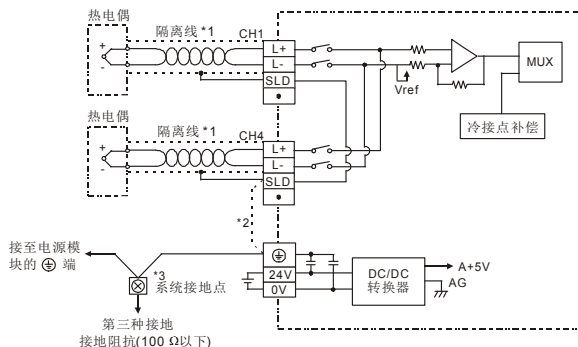 热电偶
+
-
隔离线 *1
CH1
L+
L-
SLD
•
Vref
MUX
冷接点补偿
热电偶
+
-
隔离线 *1
CH4
L+
L-
SLD
•
*2
接至电源模
块的 端
*3
系统接地点
第三种接地
接地阻抗(100 Ω以下)
24V
0V
DC/DC
转换器
A+5V
AG